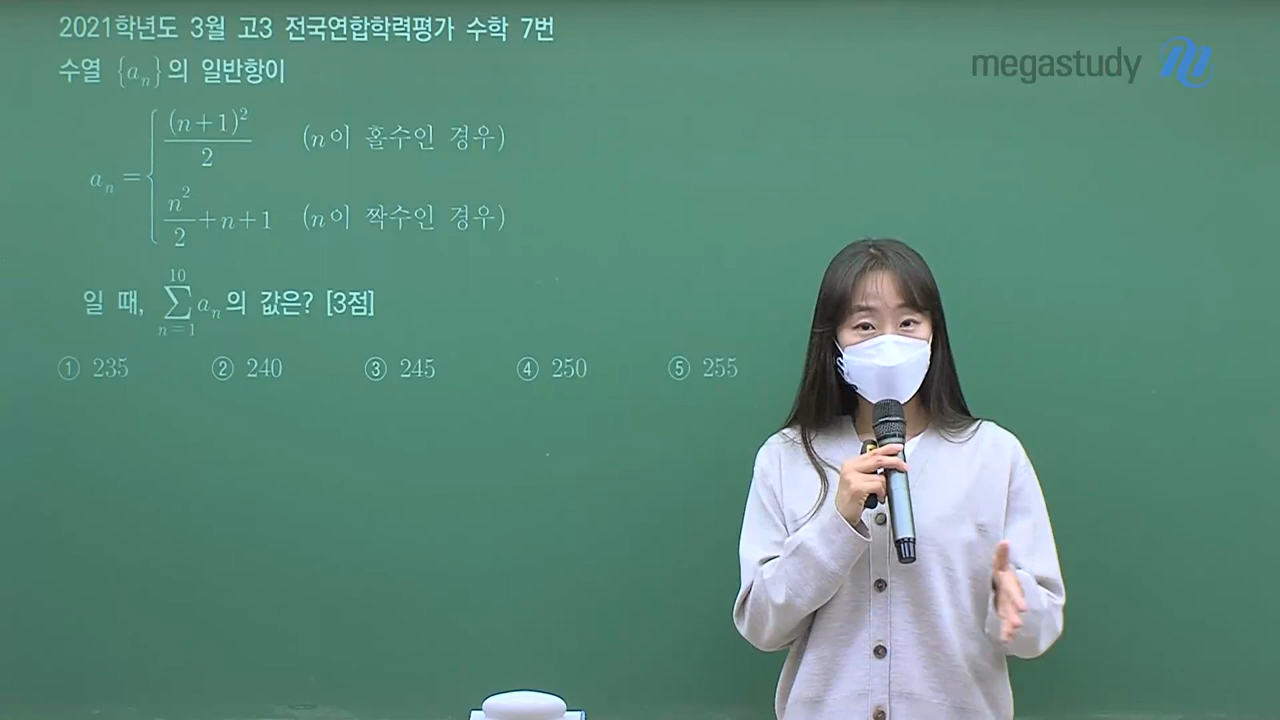 2021학년도 3월 고3 전국연합학력평가 수학 7번
megastudy
수열 {aₙ}의 일반항이
aₙ = { (n+1)²/2 (n이 홀수인 경우)
n²/2 + n + 1 (n이 짝수인 경우)
일 때, ∑_{n=1}^{10} aₙ의 값은? [3점]
① 235 ② 240 ③ 245 ④ 250 ⑤ 255